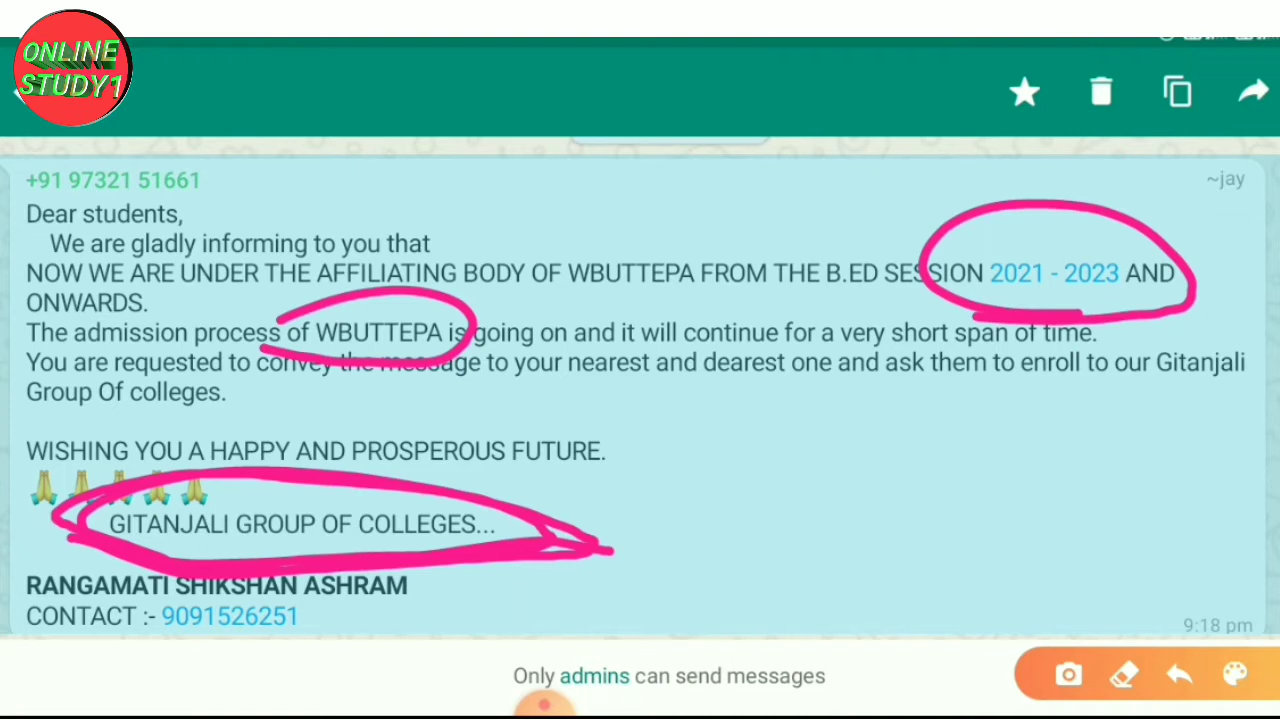 ONLINE
STUDY1
+91 97321 51661
~jay
Dear students,
We are gladly informing to you that
NOW WE ARE UNDER THE AFFILIATING BODY OF WBUTTEPA FROM THE B.ED SESSION 2021 - 2023 AND
ONWARDS.
The admission process of WBUTTEPA is going on and it will continue for a very short span of time.
You are requested to convey the message to your nearest and dearest one and ask them to enroll to our Gitanjali
Group Of colleges.
WISHING YOU A HAPPY AND PROSPEROUS FUTURE.
🙏🙏🙏🙏🙏
GITANJALI GROUP OF COLLEGES...
RANGAMATI SHIKSHAN ASHRAM
CONTACT :- 9091526251
9:18 pm
Only admins can send messages